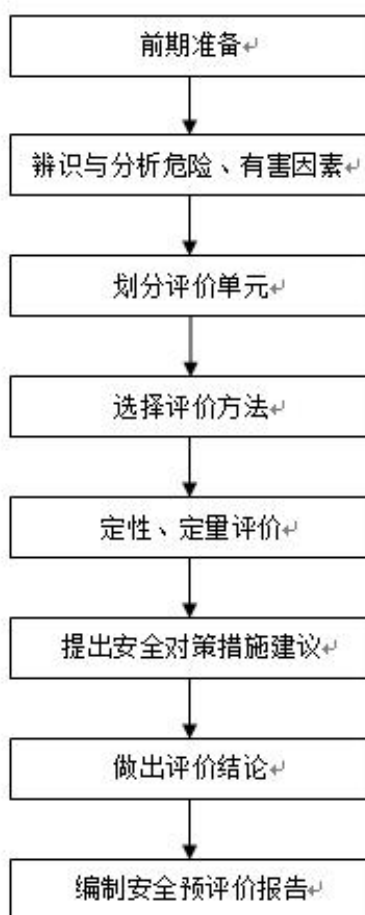 前期准备↵
辨识与分析危险、有害因素↵
划分评价单元↵
选择评价方法↵
定性、定量评价↵
提出安全对策措施建议↵
做出评价结论↵
编制安全预评价报告↵